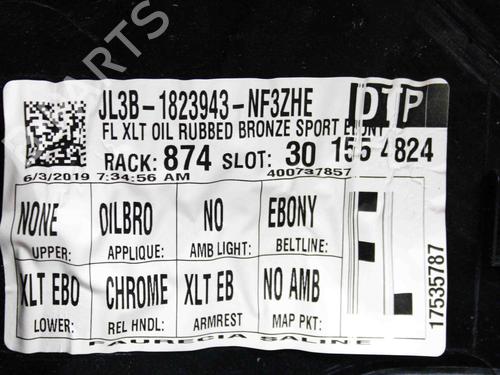 PARTS
JL3B-1823943-NF3ZHE
DTP
FL XLT OIL RUBBED BRONZE SPORT EBONY
RACK: 874 SLOT: 30 155 4824
6/3/2019 7:34:56 AM 400737857
NONE OILBRO NO EBONY
UPPER: APPLIQUE: AMB LIGHT: BELTLINE:
XLT EBO CHROME XLT EB NO AMB
LOWER: REL HNDL: ARMREST MAP PKT:
17535787
FAURECIA SALINE